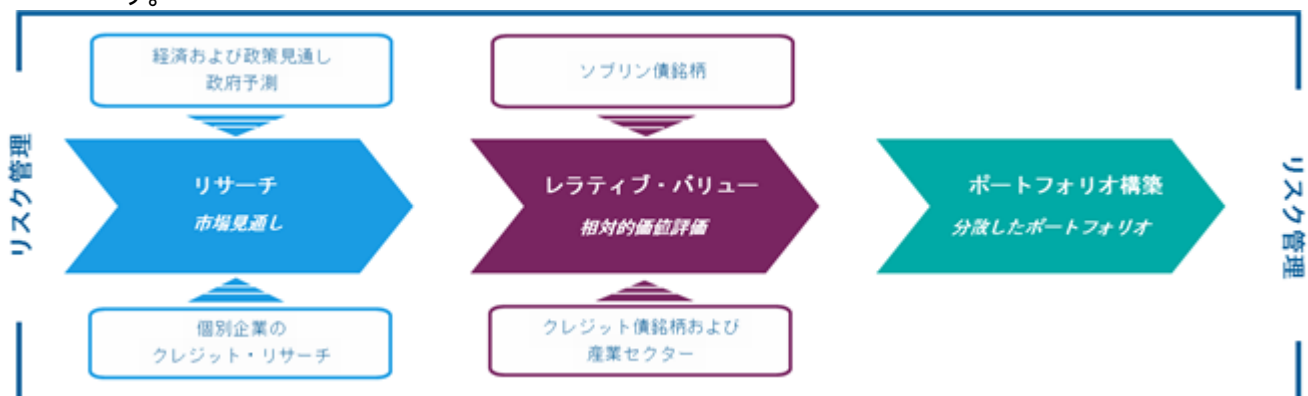 す。
経済および政策見通し
政府予測
ソブリン債銘柄
リスク管理
リサーチ
市場見通し
レラティブ・バリュー
相対的価値評価
ポートフォリオ構築
分散したポートフォリオ
リスク管理
個別企業の
クレジット・リサーチ
クレジット債銘柄および
産業セクター